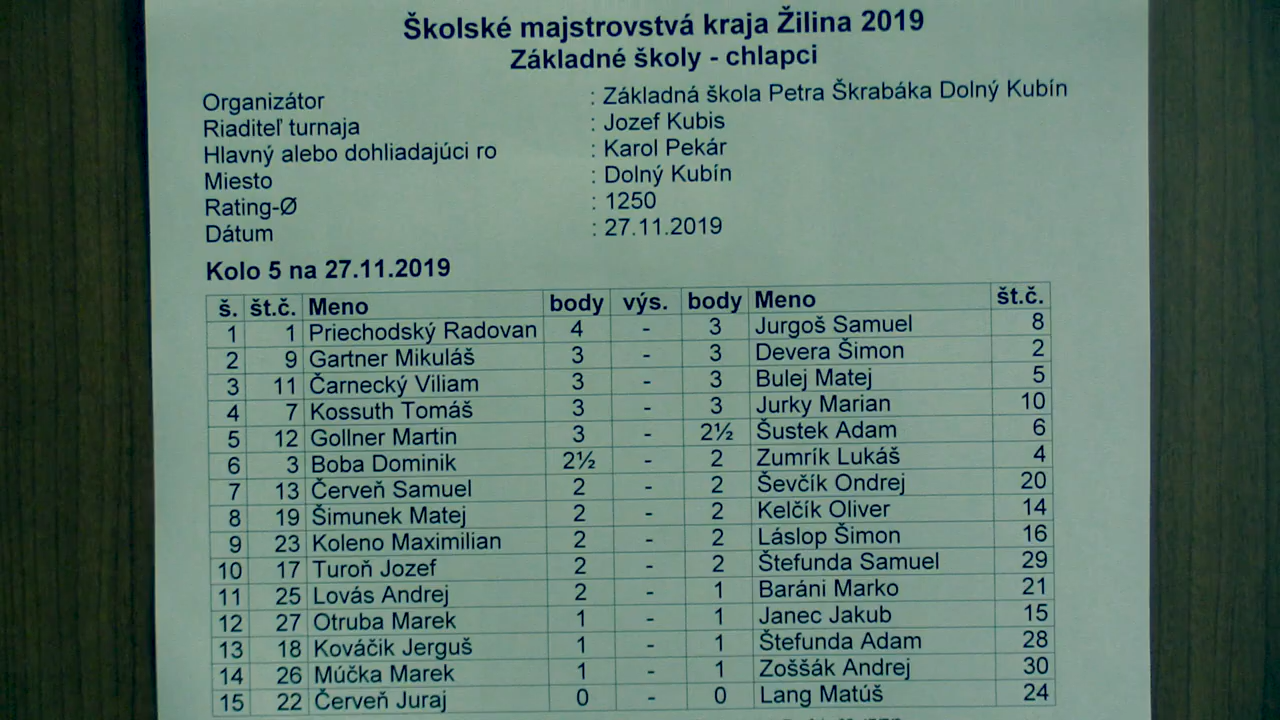 Školské majstrovstvá kraja Žilina 2019
Základné školy - chlapci
Organizátor : Základná škola Petra Škrabáka Dolný Kubín
Riaditeľ turnaja : Jozef Kubis
Hlavný alebo dohliadajúci ro : Karol Pekár
Miesto : Dolný Kubín
Rating-Ø : 1250
Dátum : 27.11.2019
Kolo 5 na 27.11.2019
š. št.č. Meno body výs. body Meno št.č.
1 1 Priechodský Radovan 4 - 3 Jurgoš Samuel 8
2 9 Gartner Mikuláš 3 - 3 Devera Šimon 2
3 11 Čarnecký Viliam 3 - 3 Bulej Matej 5
4 7 Kossuth Tomáš 3 - 3 Jurky Marian 10
5 12 Gollner Martin 3 - 2½ Šustek Adam 6
6 3 Boba Dominik 2½ - 2 Zumrík Lukáš 4
7 13 Červeň Samuel 2 - 2 Ševčík Ondrej 20
8 19 Šimunek Matej 2 - 2 Kelčík Oliver 14
9 23 Koleno Maximilian 2 - 2 Láslop Šimon 16
10 17 Turoň Jozef 2 - 2 Štefunda Samuel 29
11 25 Lovás Andrej 2 - 1 Baráni Marko 21
12 27 Otruba Marek 1 - 1 Janec Jakub 15
13 18 Kováčik Jerguš 1 - 1 Štefunda Adam 28
14 26 Múčka Marek 1 - 1 Zoššák Andrej 30
15 22 Červeň Juraj 0 - 0 Lang Matúš 24